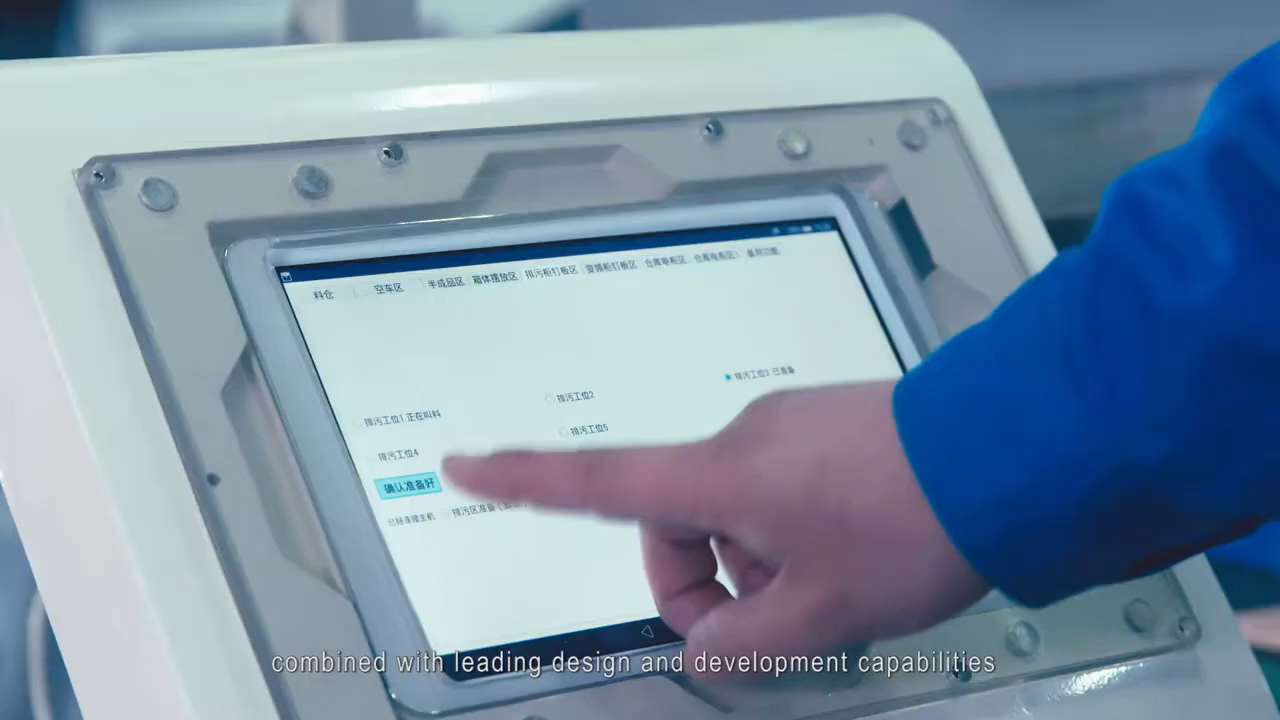 料仓 空车区 半成品区 箱体摆放区 排污柜钉板区 变频柜钉板区 仓库电柜区 仓库电柜区1 备用功能
排污工位1 正在叫料 排污工位2 排污工位3 已准备
排污工位4 排污工位5
确认准备好
已经连接主机 排污区准备
combined with leading design and development capabilities